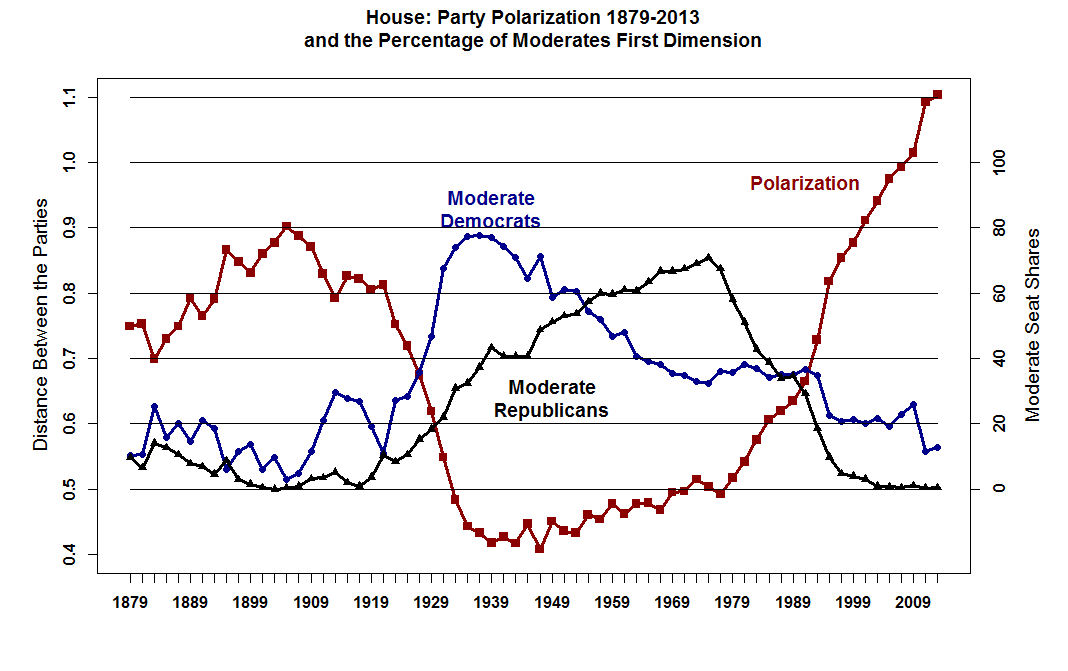 House: Party Polarization 1879-2013
and the Percentage of Moderates First Dimension
Distance Between the Parties
1.1
1.0
0.9
0.8
0.7
0.6
0.5
0.4
Moderate
Democrats
Polarization
Moderate
Republicans
100
80
60
40
20
0
Moderate Seat Shares
1879 1889 1899 1909 1919 1929 1939 1949 1959 1969 1979 1989 1999 2009